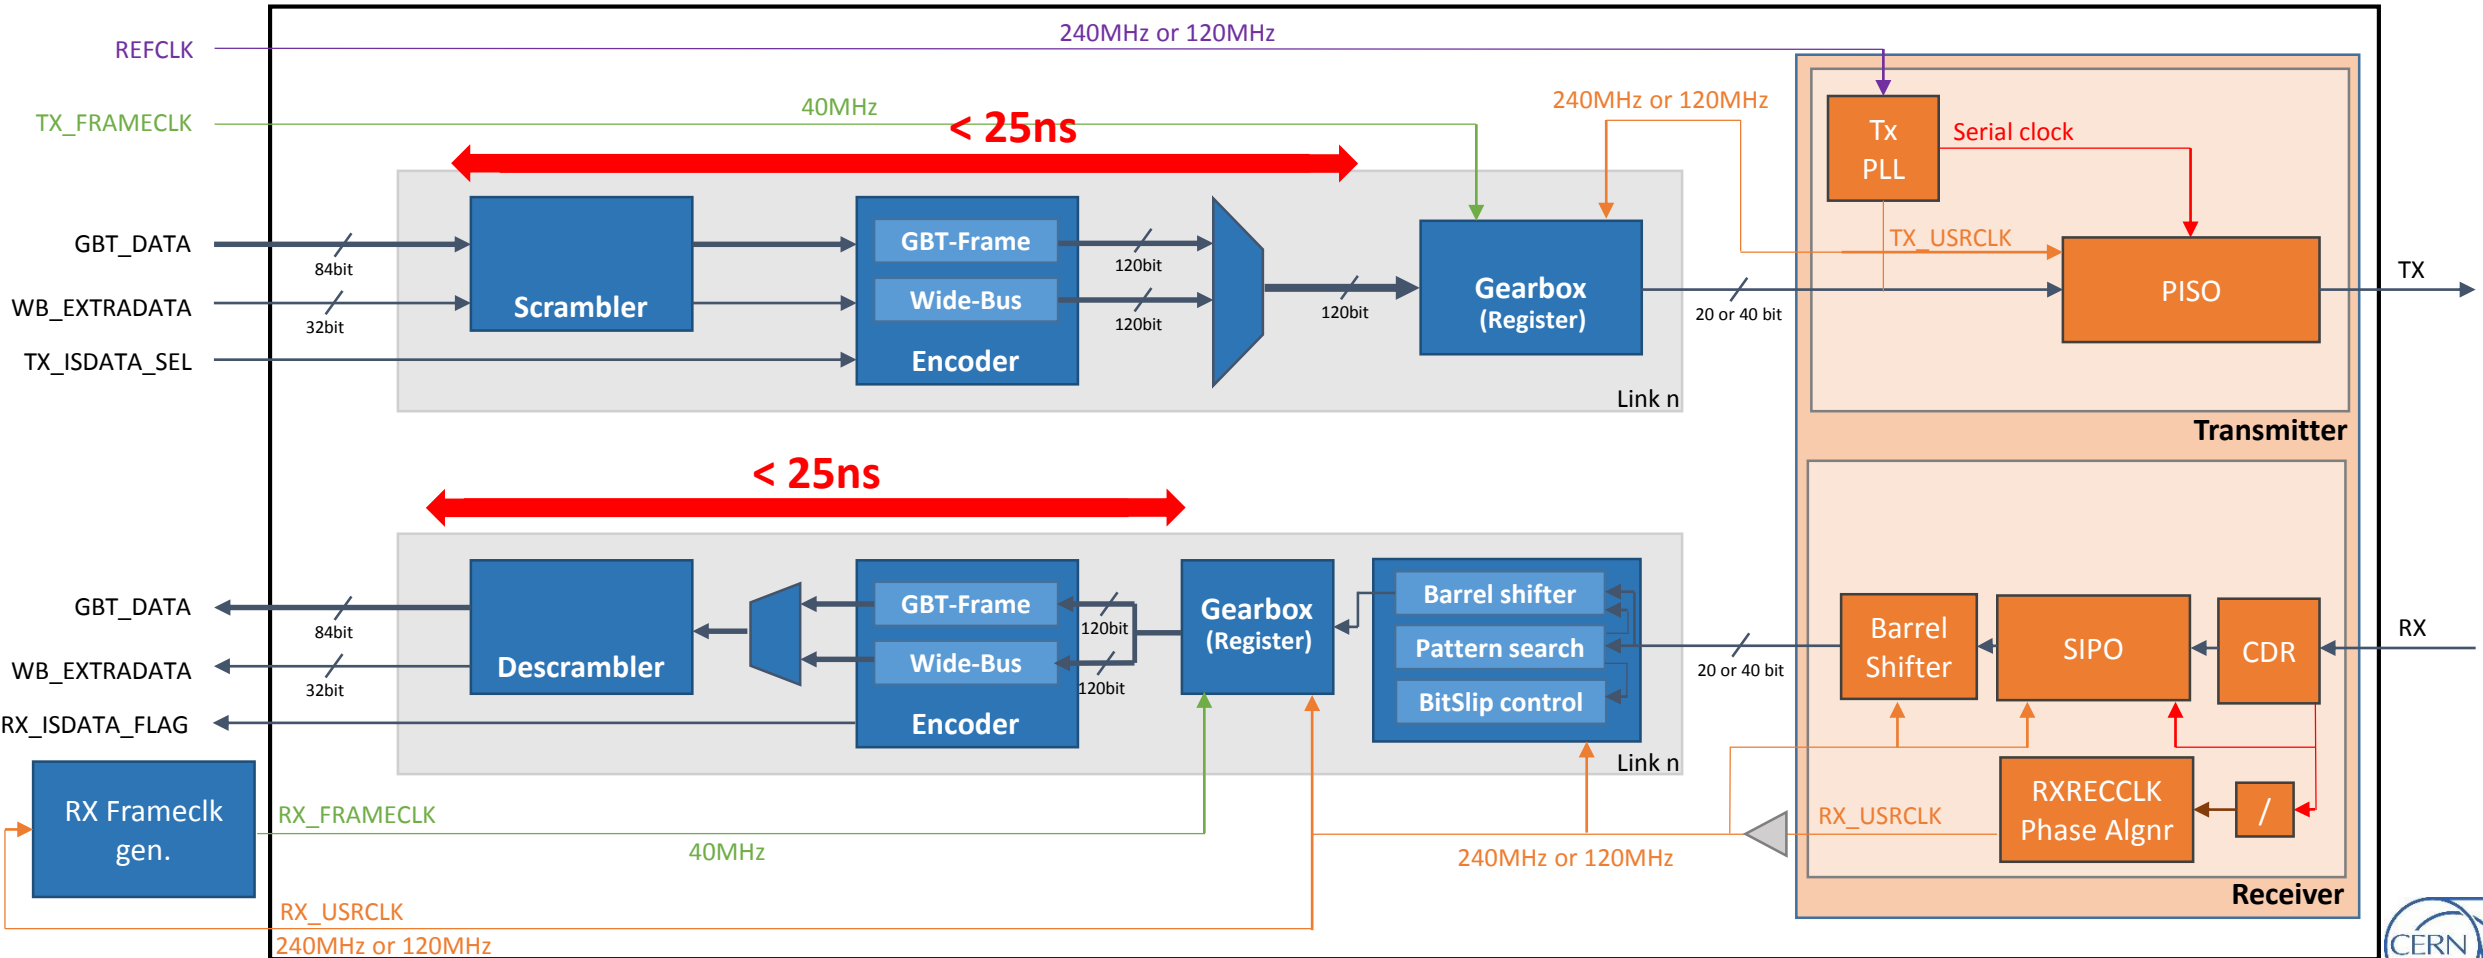 240MHz or 120MHz
REFCLK
40MHz
240MHz or 120MHz
TX_FRAMECLK
< 25ns
Tx
PLL
Serial clock
GBT_DATA
84bit
GBT-Frame
120bit
TX_USRCLK
WB_EXTRADATA
32bit
Scrambler
Wide-Bus
120bit
120bit
Gearbox
(Register)
20 or 40 bit
PISO
TX
TX_ISDATA_SEL
Encoder
Link n
Transmitter
< 25ns
GBT_DATA
84bit
GBT-Frame
120bit
Gearbox
(Register)
Barrel shifter
Barrel
Shifter
SIPO
CDR
RX
WB_EXTRADATA
32bit
Descrambler
Wide-Bus
120bit
Pattern search
20 or 40 bit
BitSlip control
RX_ISDATA_FLAG
Encoder
Link n
RX Frameclk
gen.
RX_FRAMECLK
40MHz
RX_USRCLK
240MHz or 120MHz
RXRECCLK
Phase Algnr
/
Receiver
RX_USRCLK
240MHz or 120MHz
CERN